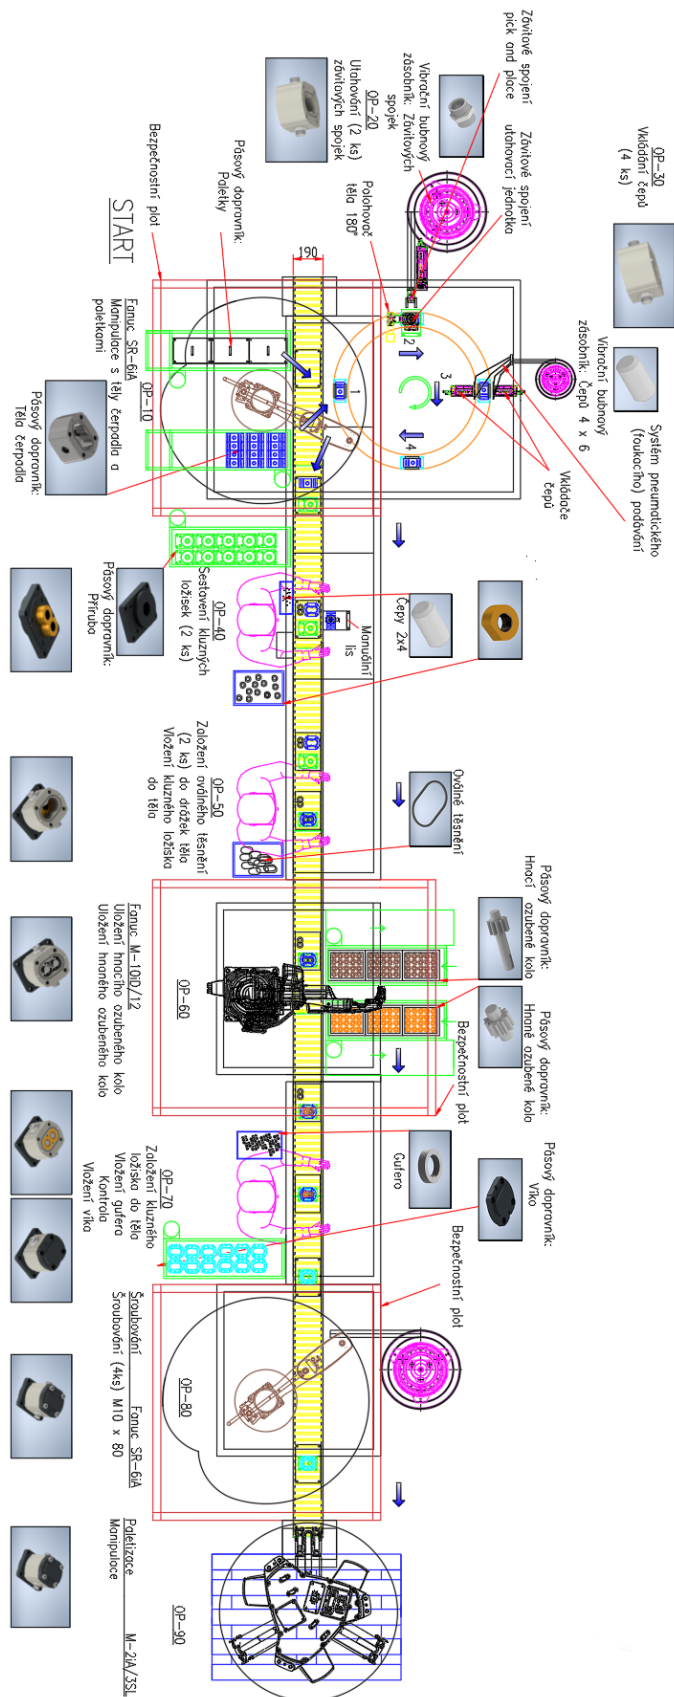 OP-30
Vkládání čepů
(4 ks)
Vibrační bubnový
zásobník: Čepů 4 x 6
Systém pneumatického
(foukacího) podávání
Vkládače
čepů
Závitové spojení
pick and place
Závitové spojení
utahovací jednotka
Vibrační bubnový
zásobník: Závitových
spojek
OP-20
Utahování (2 ks)
závitových spojek
Polohovač
těla 180°
Pásový dopravník:
Paletky
Bezpečnostní plot
START
190
1
2
3
4
Fanuc SR-6iA
Manipulace s těly čerpadla a
paletkami
OP-10
Pásový dopravník:
Těla čerpadla
Pásový dopravník:
Příruba
OP-40
Sestavení kluzných
ložisek (2 ks)
Manuální
lis
Čepy 2x4
OP-50
Založení oválného těsnění
(2 ks) do drážek těla
Vložení kluzného ložiska
do těla
Oválné těsnění
Pásový dopravník:
Hnací ozubené kolo
Pásový dopravník:
Hnané ozubené kolo
Bezpečnostní plot
OP-60
Fanuc M-10iD/12
Uložení hnacího ozubeného kolo
Uložení hnaného ozubeného kolo
Gufero
Pásový dopravník:
Víko
OP-70
Založení kluzného
ložiska do těla
Vložení gufera
Kontrola
Vložení víka
Bezpečnostní plot
OP-80
Šroubování Fanuc SR-6iA
Šroubování (4ks) M10 x 80
OP-90
Paletizace M-2iA/3SL
Manipulace